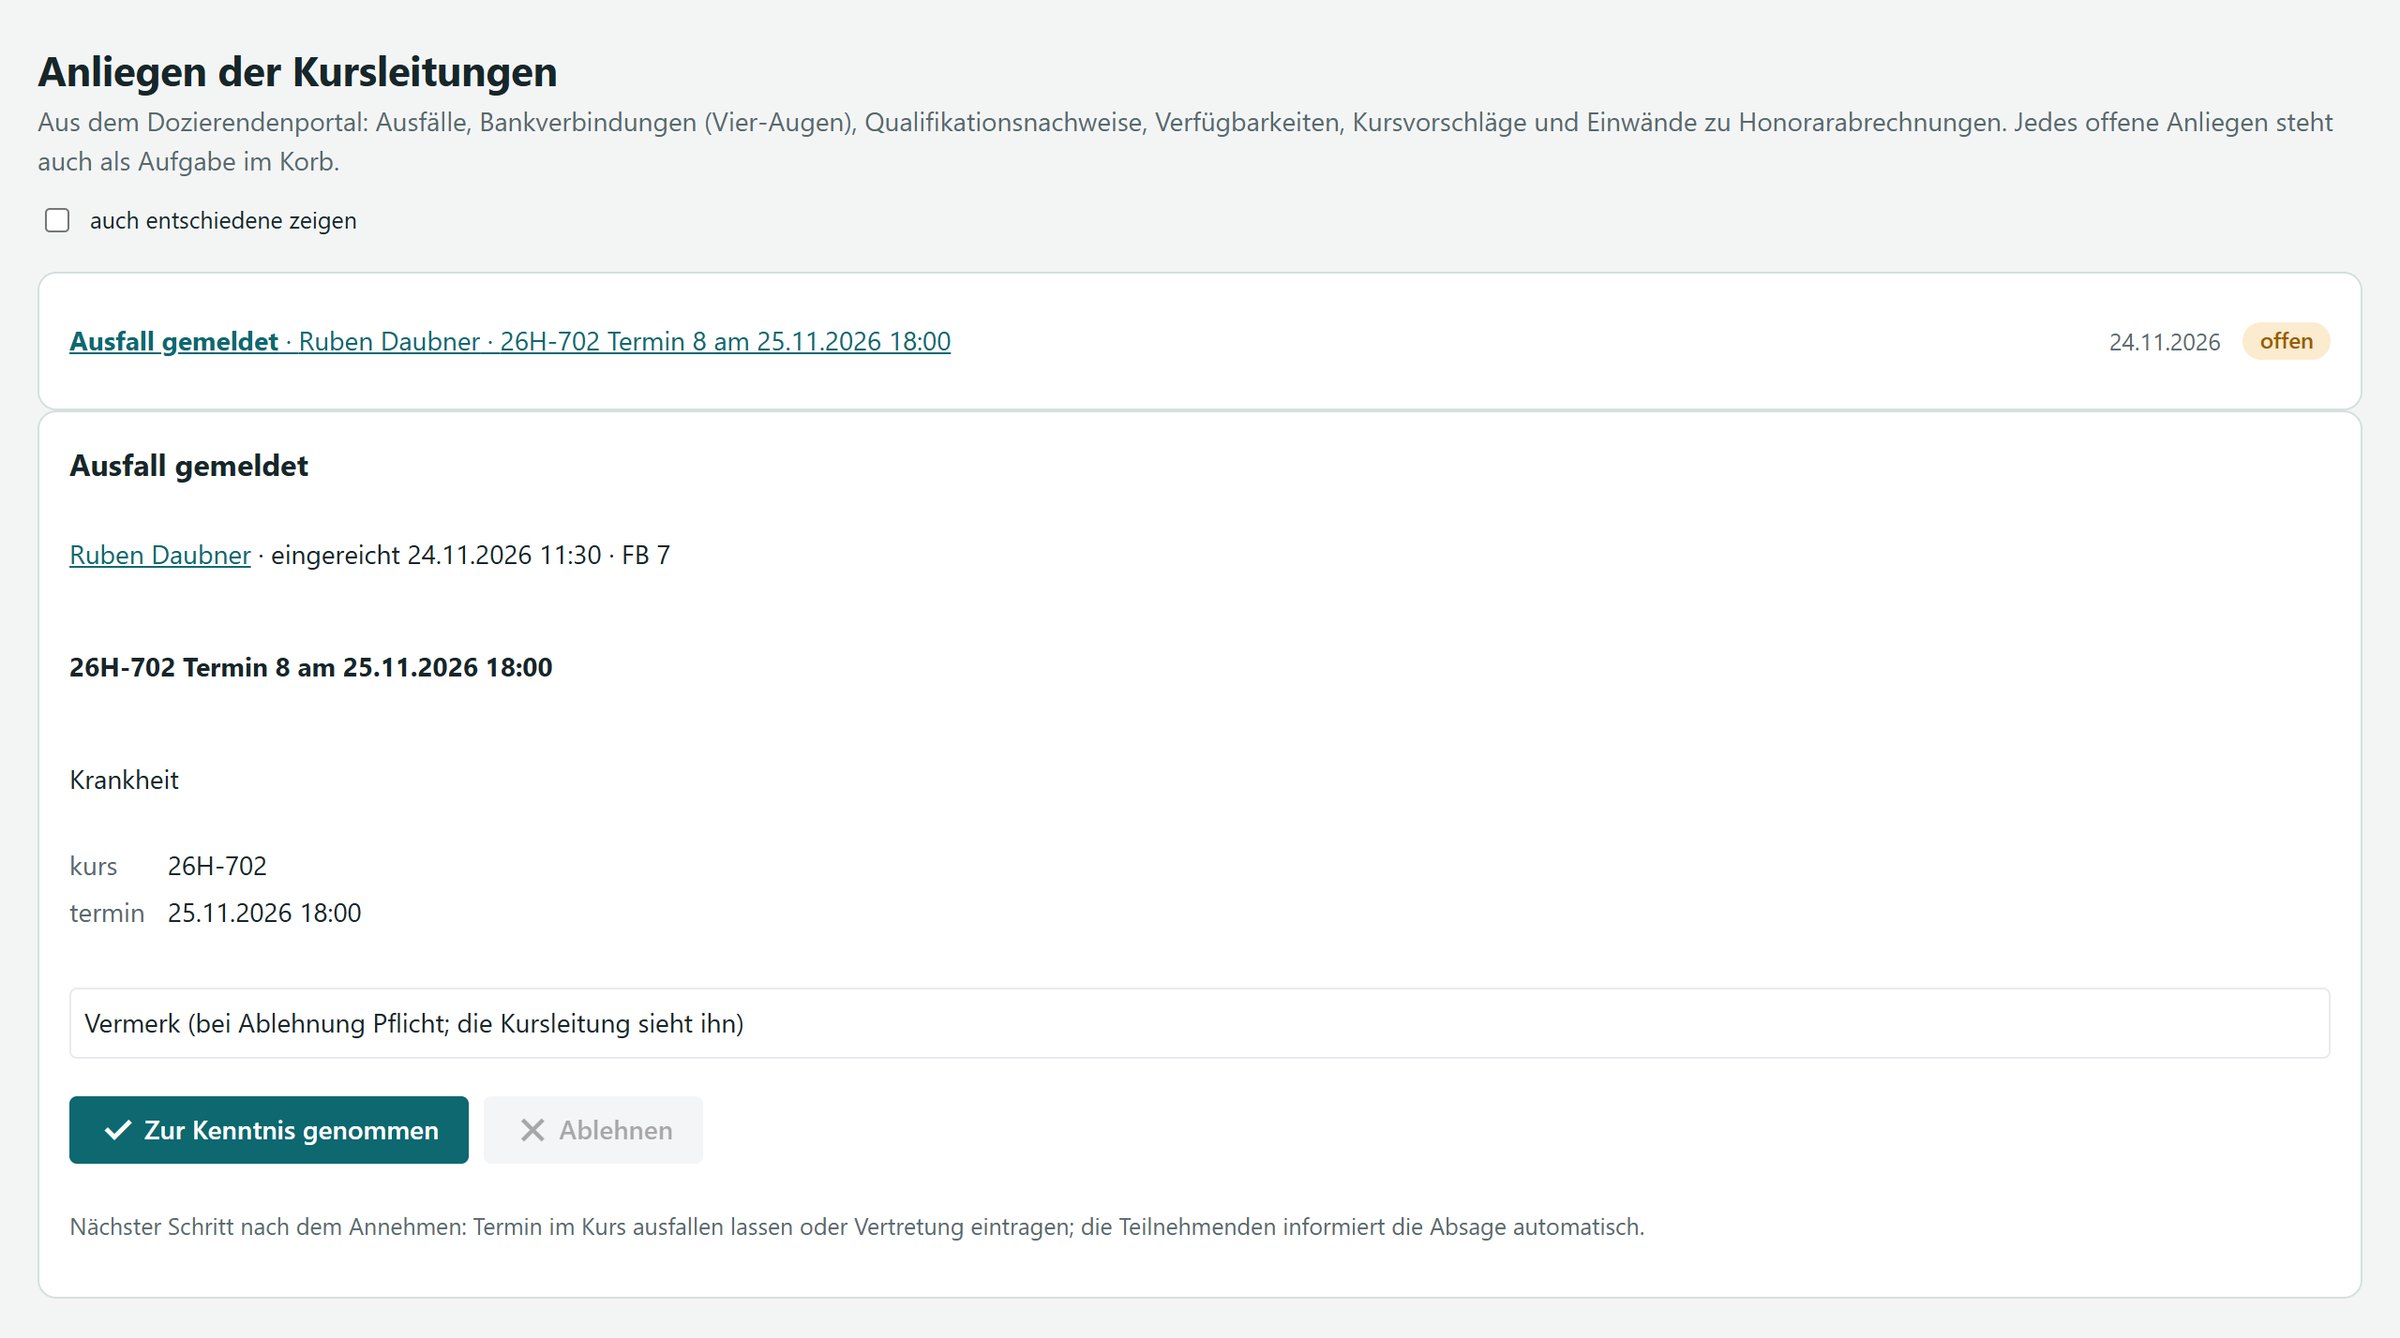 Anliegen der Kursleitungen
Aus dem Dozierendenportal: Ausfälle, Bankverbindungen (Vier-Augen), Qualifikationsnachweise, Verfügbarkeiten, Kursvorschläge und Einwände zu Honorarabrechnungen. Jedes offene Anliegen steht
auch als Aufgabe im Korb.
auch entschiedene zeigen
Ausfall gemeldet · Ruben Daubner · 26H-702 Termin 8 am 25.11.2026 18:00 24.11.2026 offen
Ausfall gemeldet
Ruben Daubner · eingereicht 24.11.2026 11:30 · FB 7
26H-702 Termin 8 am 25.11.2026 18:00
Krankheit
kurs 26H-702
termin 25.11.2026 18:00
Vermerk (bei Ablehnung Pflicht; die Kursleitung sieht ihn)
Zur Kenntnis genommen Ablehnen
Nächster Schritt nach dem Annehmen: Termin im Kurs ausfallen lassen oder Vertretung eintragen; die Teilnehmenden informiert die Absage automatisch.